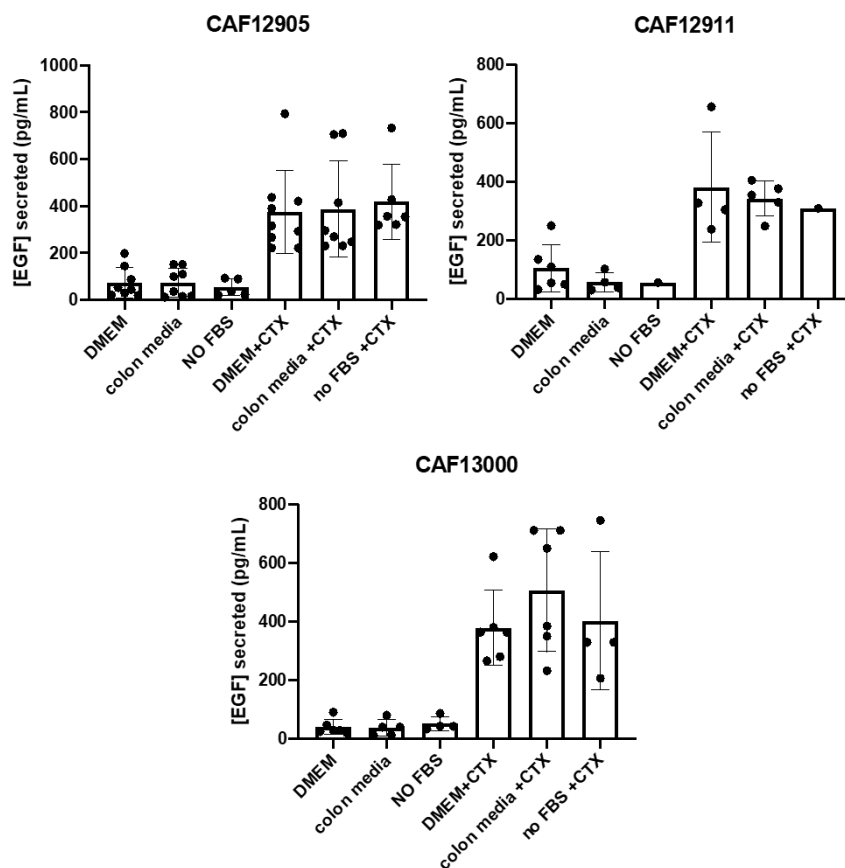 CAF12905
[EGF] secreted (pg/mL)
1000
800
600
400
200
0
DMEM
colon media
NO FBS
DMEM+CTX
colon media +CTX
no FBS +CTX
CAF12911
[EGF] secreted (pg/mL)
800
600
400
200
0
DMEM
colon media
NO FBS
DMEM+CTX
colon media +CTX
no FBS +CTX
CAF13000
[EGF] secreted (pg/mL)
800
600
400
200
0
DMEM
colon media
NO FBS
DMEM+CTX
colon media +CTX
no FBS +CTX